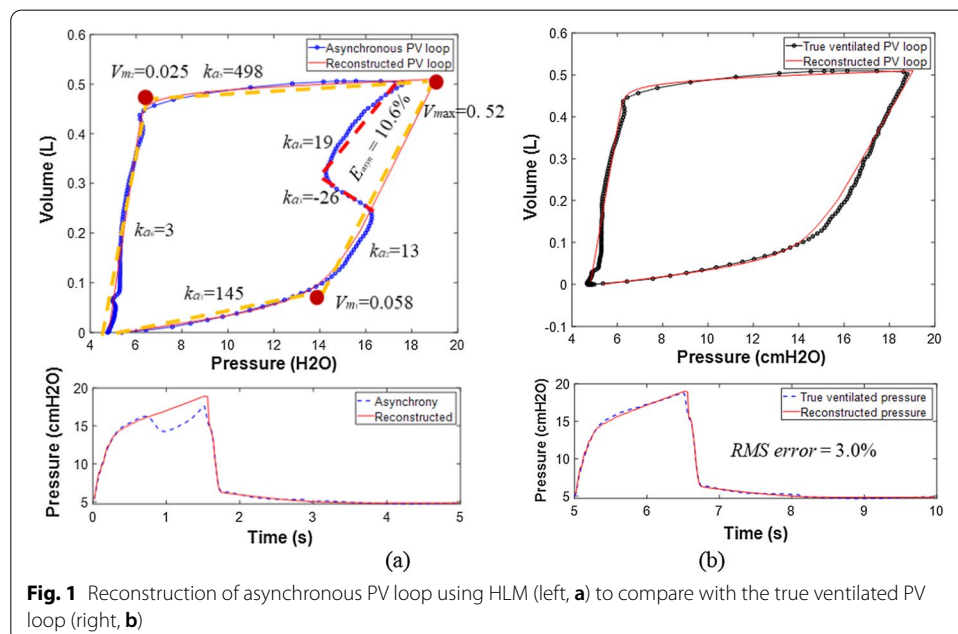 0.6
0.5
0.4
0.3
0.2
0.1
0
Volume (L)
4 6 8 10 12 14 16 18 20
Pressure (H2O)
Asynchronous PV loop
Reconstructed PV loop
Vm₂=0.025
ka₅=498
Vmax=0. 52
ka₄=19
Easyn = 10.6%
ka₃=-26
ka₆=3
ka₂=13
ka₁=145
Vm₁=0.058
20
15
10
5
Pressure (cmH2O)
0 1 2 3 4 5
Time (s)
Asynchrony
Reconstructed
(a)
0.6
0.5
0.4
0.3
0.2
0.1
0
-0.1
Volume (L)
4 6 8 10 12 14 16 18 20
Pressure (cmH2O)
True ventilated PV loop
Reconstructed PV loop
20
15
10
5
Pressure (cmH2O)
5 6 7 8 9 10
Time (s)
True ventilated pressure
Reconstructed pressure
RMS error = 3.0%
(b)
Fig. 1 Reconstruction of asynchronous PV loop using HLM (left, a) to compare with the true ventilated PV
loop (right, b)